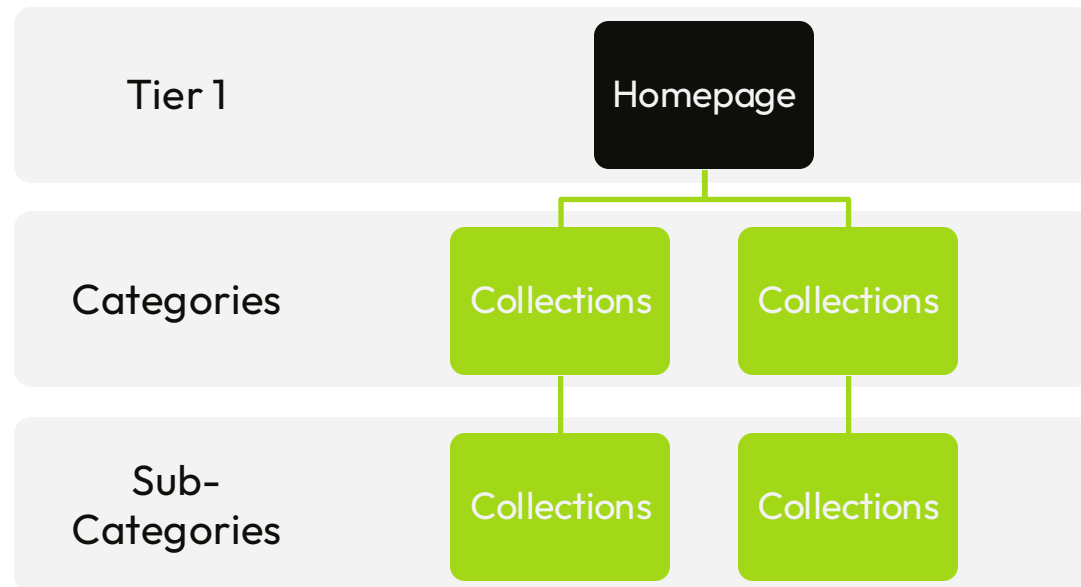 Tier 1
Homepage
Categories
Collections
Collections
Sub-
Categories
Collections
Collections